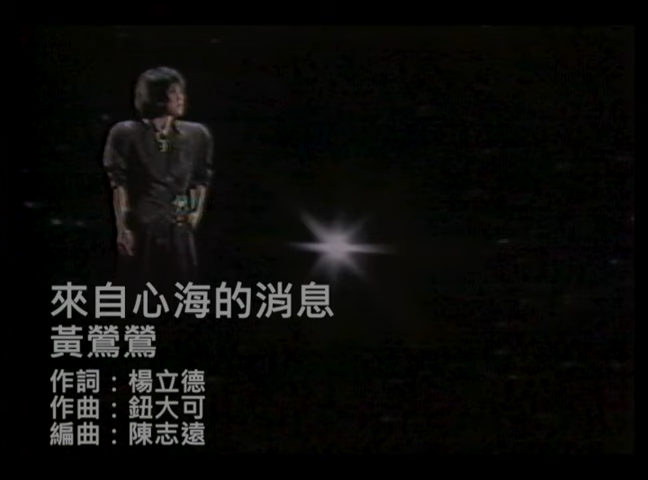 來自心海的消息
黃鶯鶯
作詞：楊立德
作曲：鈕大可
編曲：陳志遠